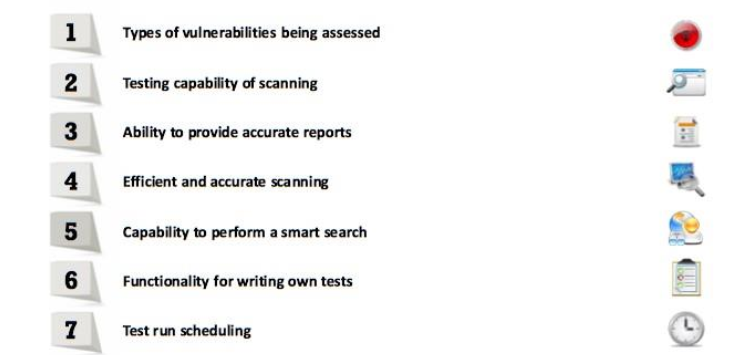 1 Types of vulnerabilities being assessed
2 Testing capability of scanning
3 Ability to provide accurate reports
4 Efficient and accurate scanning
5 Capability to perform a smart search
6 Functionality for writing own tests
7 Test run scheduling